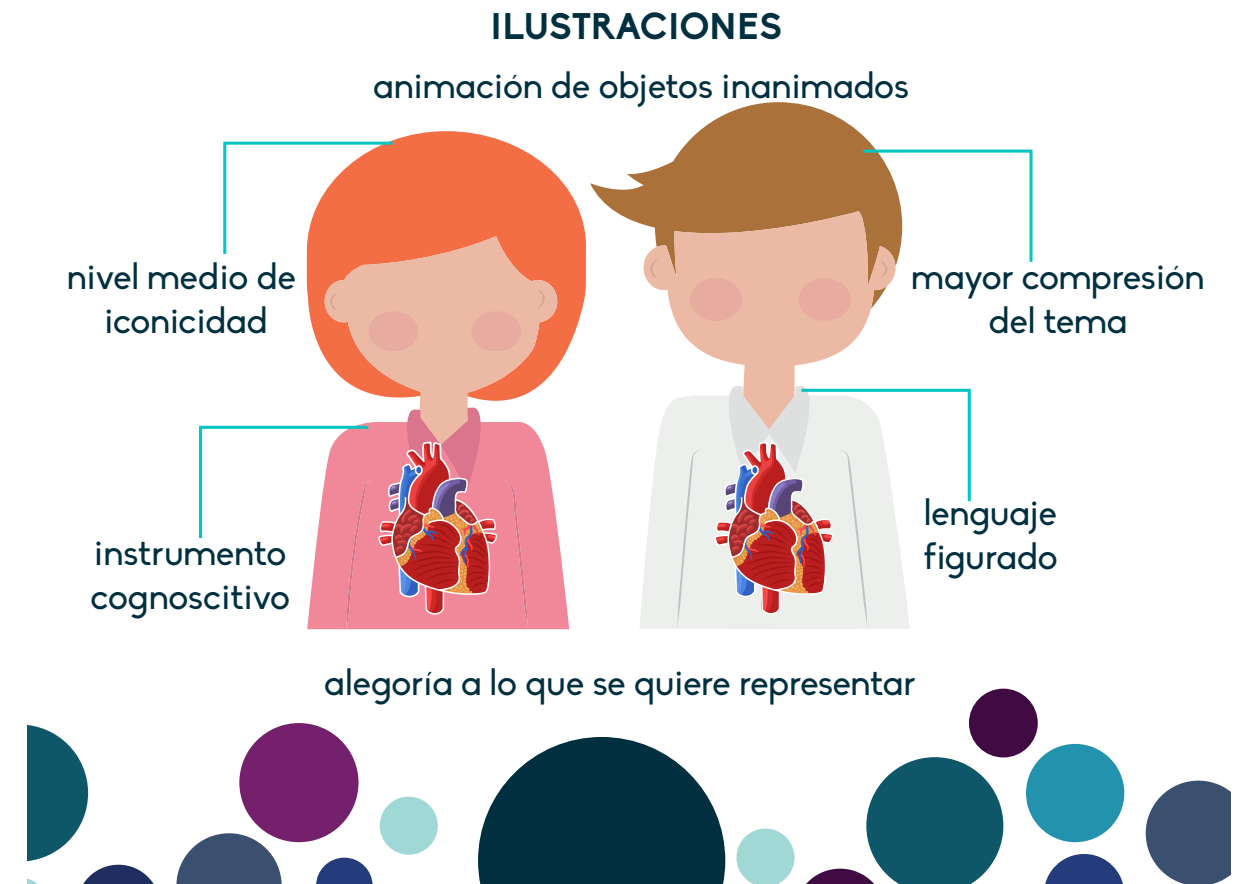 ILUSTRACIONES
animación de objetos inanimados
nivel medio de
iconicidad
mayor compresión
del tema
instrumento
cognoscitivo
lenguaje
figurado
alegoría a lo que se quiere representar